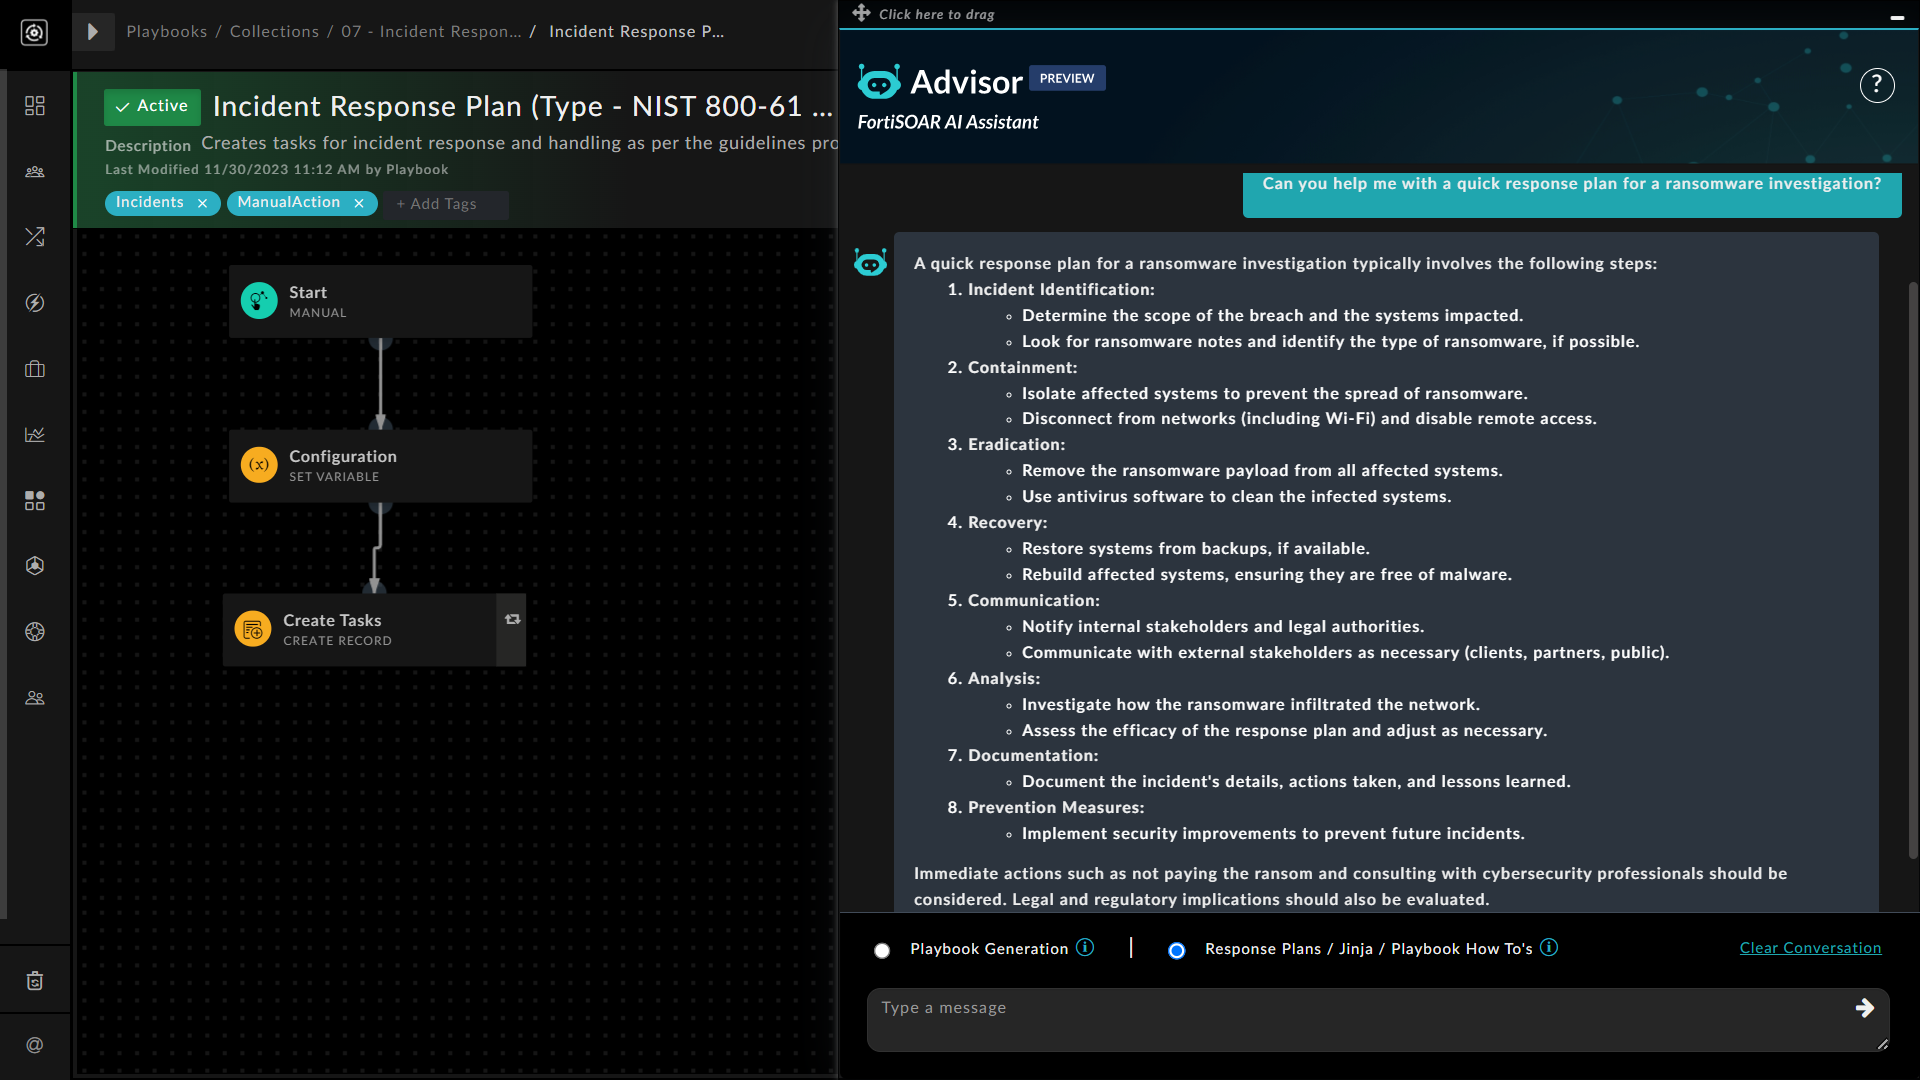 Playbooks / Collections / 07 - Incident Respon... / Incident Response P...
Active
Incident Response Plan (Type - NIST 800-61 ...
Description Creates tasks for incident response and handling as per the guidelines pro
Last Modified 11/30/2023 11:12 AM by Playbook
Incidents ManualAction + Add Tags
Start
MANUAL
(x)
Configuration
SET VARIABLE
Create Tasks
CREATE RECORD
@
Click here to drag
Advisor PREVIEW
?
FortiSOAR AI Assistant
Can you help me with a quick response plan for a ransomware investigation?
A quick response plan for a ransomware investigation typically involves the following steps:
1. Incident Identification:
◦ Determine the scope of the breach and the systems impacted.
◦ Look for ransomware notes and identify the type of ransomware, if possible.
2. Containment:
◦ Isolate affected systems to prevent the spread of ransomware.
◦ Disconnect from networks (including Wi-Fi) and disable remote access.
3. Eradication:
◦ Remove the ransomware payload from all affected systems.
◦ Use antivirus software to clean the infected systems.
4. Recovery:
◦ Restore systems from backups, if available.
◦ Rebuild affected systems, ensuring they are free of malware.
5. Communication:
◦ Notify internal stakeholders and legal authorities.
◦ Communicate with external stakeholders as necessary (clients, partners, public).
6. Analysis:
◦ Investigate how the ransomware infiltrated the network.
◦ Assess the efficacy of the response plan and adjust as necessary.
7. Documentation:
◦ Document the incident's details, actions taken, and lessons learned.
8. Prevention Measures:
◦ Implement security improvements to prevent future incidents.
Immediate actions such as not paying the ransom and consulting with cybersecurity professionals should be
considered. Legal and regulatory implications should also be evaluated.
Playbook Generation | Response Plans / Jinja / Playbook How To's Clear Conversation
Type a message